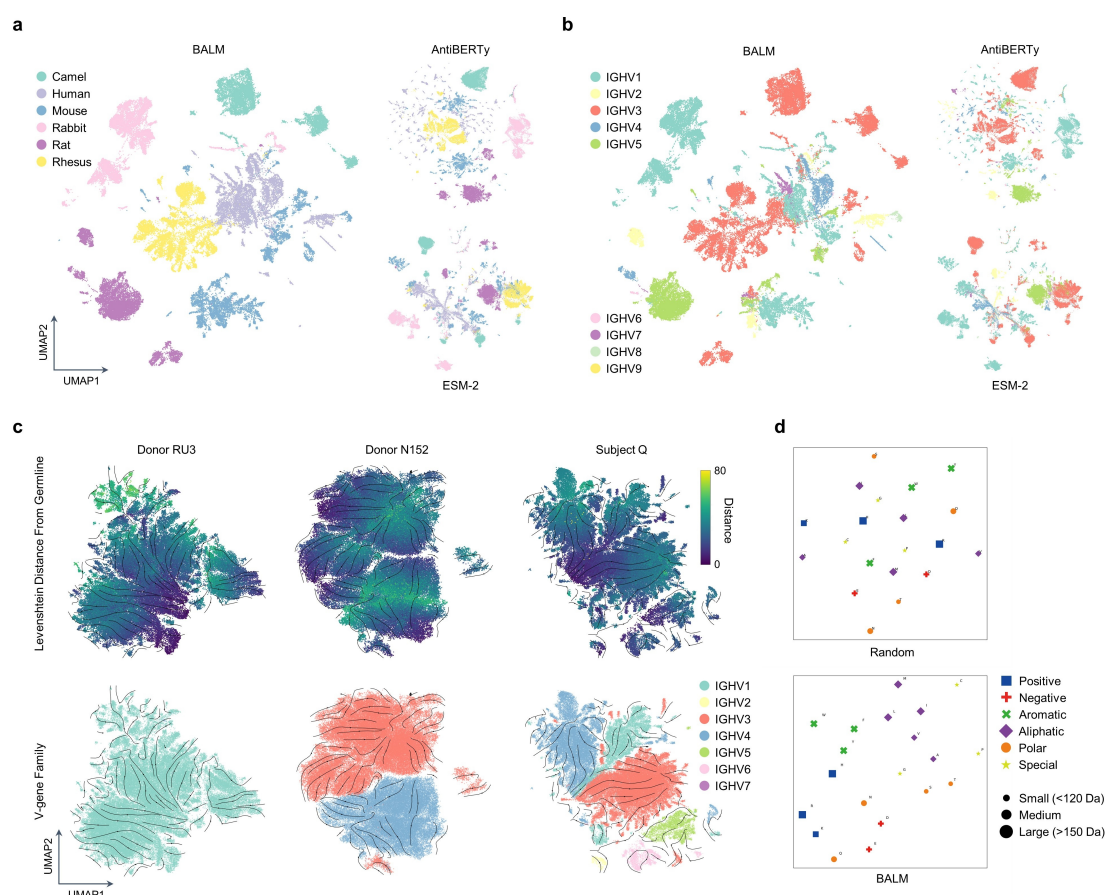 a
BALM
AntiBERTy
Camel
Human
Mouse
Rabbit
Rat
Rhesus
UMAP2
UMAP1
ESM-2
b
BALM
AntiBERTy
IGHV1
IGHV2
IGHV3
IGHV4
IGHV5
IGHV6
IGHV7
IGHV8
IGHV9
ESM-2
c
Donor RU3
Donor N152
Subject Q
Levenshtein Distance From Germline
80
Distance
0
V-gene Family
IGHV1
IGHV2
IGHV3
IGHV4
IGHV5
IGHV6
IGHV7
UMAP2
UMAP1
d
Random
Positive
Negative
Aromatic
Aliphatic
Polar
Special
Small (<120 Da)
Medium
Large (>150 Da)
BALM